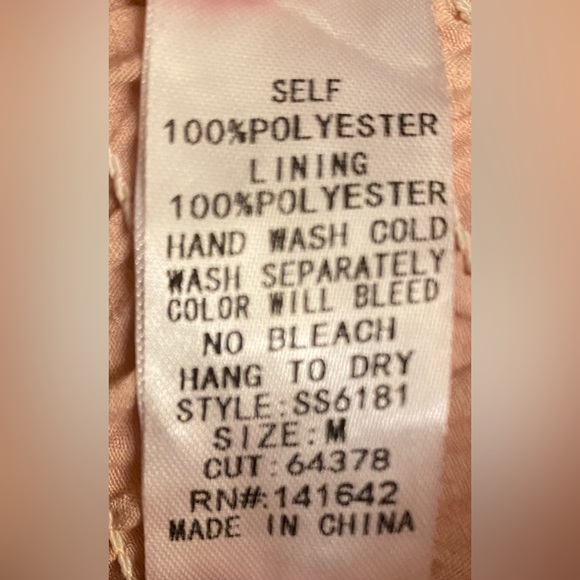 SELF
100%POLYESTER
LINING
100%POLYESTER
HAND WASH COLD
WASH SEPARATELY
COLOR WILL BLEED
NO BLEACH
HANG TO DRY
STYLE:SS6181
SIZE:M
CUT:64378
RN#:141642
MADE IN CHINA